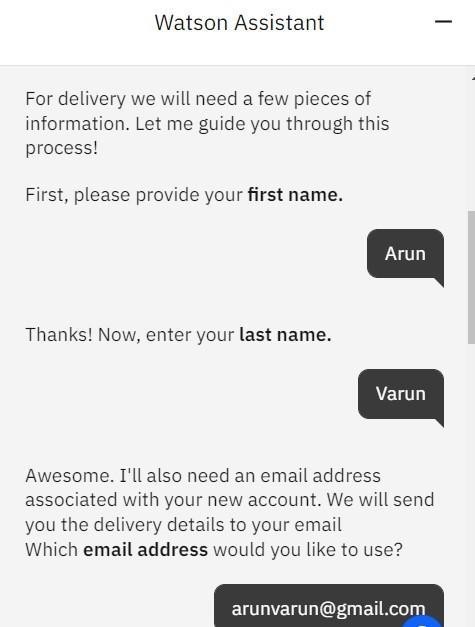 Watson Assistant
For delivery we will need a few pieces of
information. Let me guide you through this
process!
First, please provide your first name.
Arun
Thanks! Now, enter your last name.
Varun
Awesome. I'll also need an email address
associated with your new account. We will send
you the delivery details to your email
Which email address would you like to use?
arunvarun@gmail.com